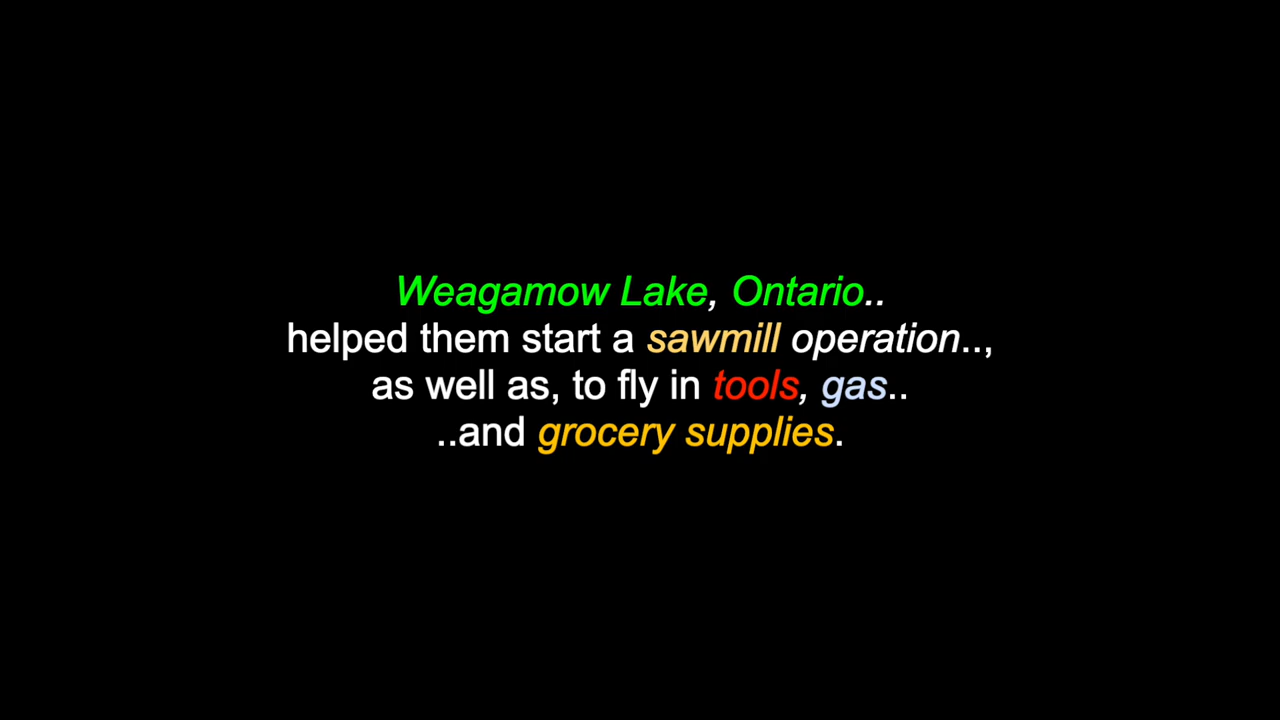 Weagamow Lake, Ontario..
helped them start a sawmill operation..,
as well as, to fly in tools, gas..
..and grocery supplies.